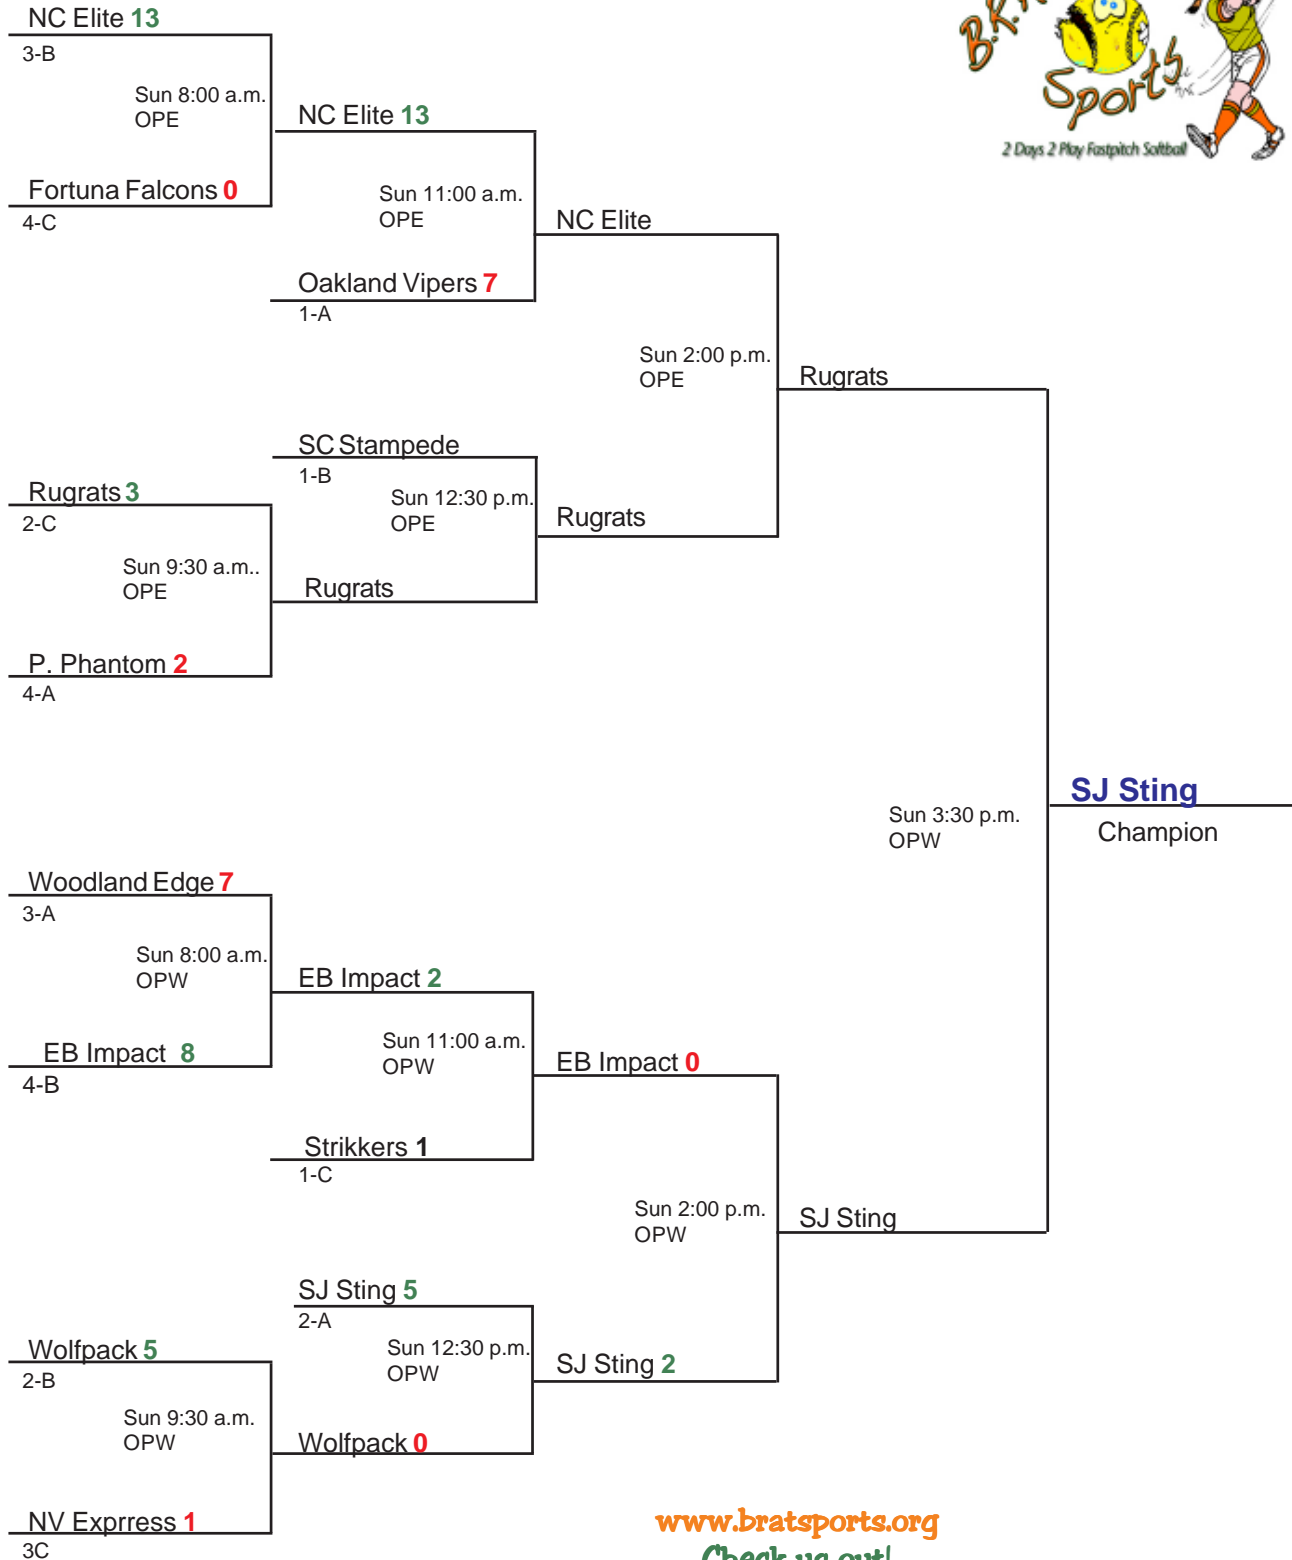 NC Elite 13
3-B
Sun 8:00 a.m.
OPE
Fortuna Falcons 0
4-C
NC Elite 13
Sun 11:00 a.m.
OPE
Oakland Vipers 7
1-A
NC Elite
Sun 2:00 p.m.
OPE
Rugrats
SC Stampede
1-B
Sun 12:30 p.m.
OPE
Rugrats
Rugrats 3
2-C
Sun 9:30 a.m..
OPE
Rugrats
P. Phantom 2
4-A
Sports
2 Days 2 Play Fastpitch Softball
SJ Sting
Champion
Sun 3:30 p.m.
OPW
Woodland Edge 7
3-A
Sun 8:00 a.m.
OPW
EB Impact 8
4-B
EB Impact 2
Sun 11:00 a.m.
OPW
Strikkers 1
1-C
EB Impact 0
Sun 2:00 p.m.
OPW
SJ Sting
SJ Sting 5
2-A
Sun 12:30 p.m.
OPW
SJ Sting 2
Wolfpack 5
2-B
Sun 9:30 a.m.
OPW
Wolfpack 0
NV Exprress 1
3C
www.bratsports.org
Check us out!